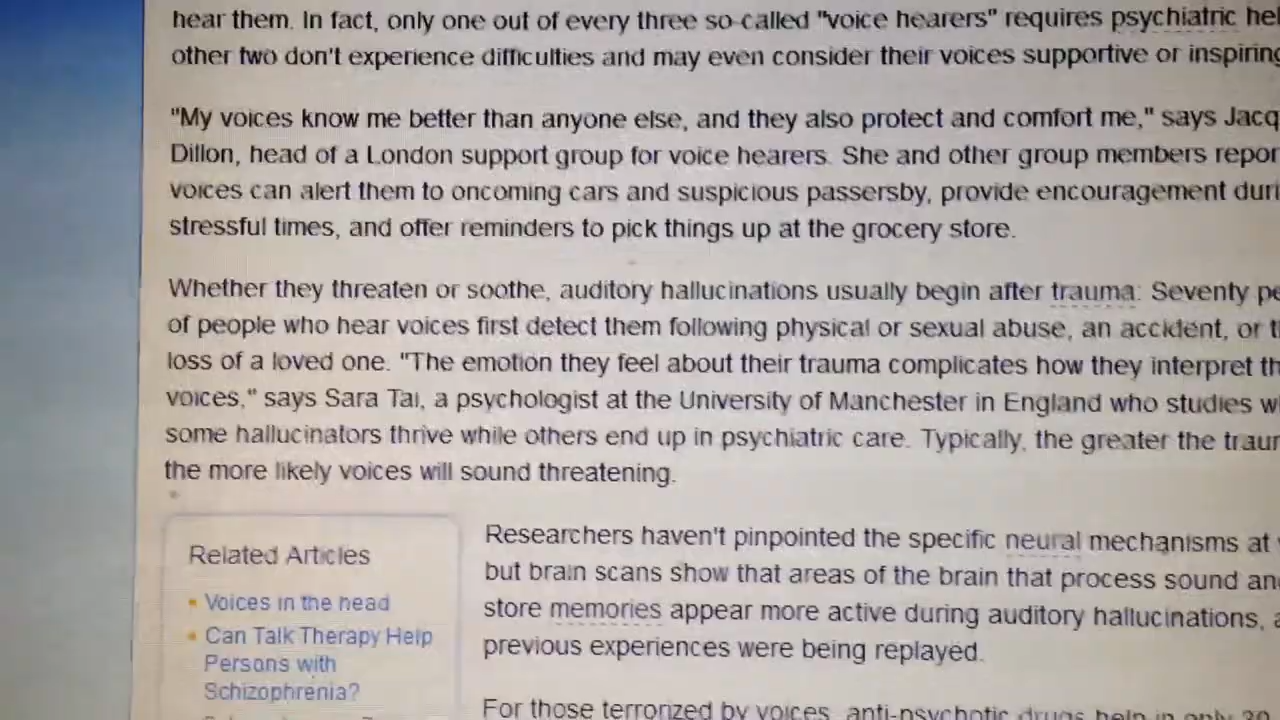 hear them. In fact, only one out of every three so-called "voice hearers" requires psychiatric
other two don't experience difficulties and may even consider their voices supportive or inspiring
"My voices know me better than anyone else, and they also protect and comfort me," says
Dillon, head of a London support group for voice hearers. She and other group members
voices can alert them to oncoming cars and suspicious passersby, provide encouragement
stressful times, and offer reminders to pick things up at the grocery store.
Whether they threaten or soothe, auditory hallucinations usually begin after trauma: Seventy
of people who hear voices first detect them following physical or sexual abuse, an accident, or
loss of a loved one. "The emotion they feel about their trauma complicates how they interpret
voices," says Sara Tai, a psychologist at the University of Manchester in England who studies
some hallucinators thrive while others end up in psychiatric care. Typically, the greater the
the more likely voices will sound threatening.
Researchers haven't pinpointed the specific neural mechanisms at
but brain scans show that areas of the brain that process sound
store memories appear more active during auditory hallucinations,
previous experiences were being replayed.
For those terrorized by voices, anti-psychotic drugs help in only
Related Articles
Voices in the head
Can Talk Therapy Help
Persons with
Schizophrenia?